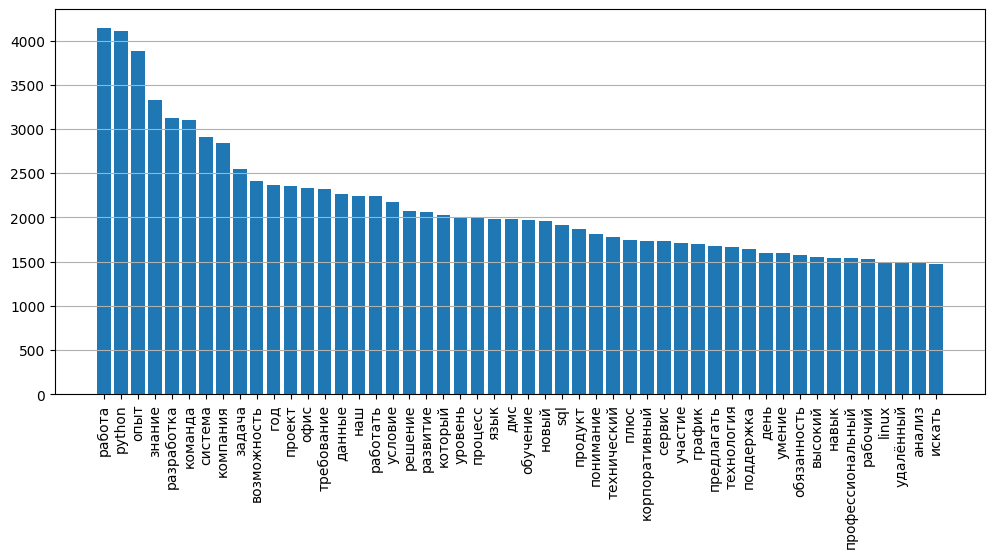 4000
3500
3000
2500
2000
1500
1000
500
0
работа
python
опыт
знание
разработка
команда
система
компания
задача
возможность
год
проект
офис
требование
данные
наш
работать
условие
решение
развитие
который
уровень
процесс
язык
дмс
обучение
новый
sql
продукт
понимание
технический
плюс
корпоративный
сервис
участие
график
предлагать
технология
поддержка
день
умение
обязанность
высокий
навык
профессиональный
рабочий
linux
удалённый
анализ
искать